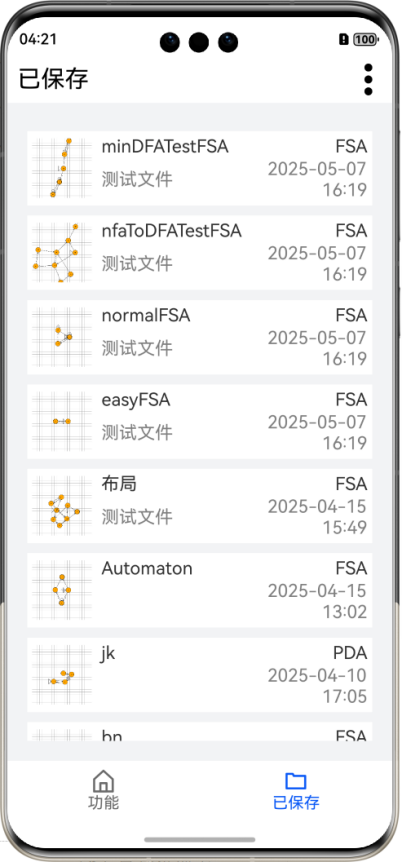 04:21
100
已保存
minDFATestFSA FSA
测试文件 2025-05-07
16:19
nfaToDFATestFSA FSA
测试文件 2025-05-07
16:19
normalFSA FSA
测试文件 2025-05-07
16:19
easyFSA FSA
测试文件 2025-05-07
16:19
布局 FSA
测试文件 2025-04-15
15:49
Automaton FSA
2025-04-15
13:02
jk PDA
2025-04-10
17:05
bn FSA
功能 已保存